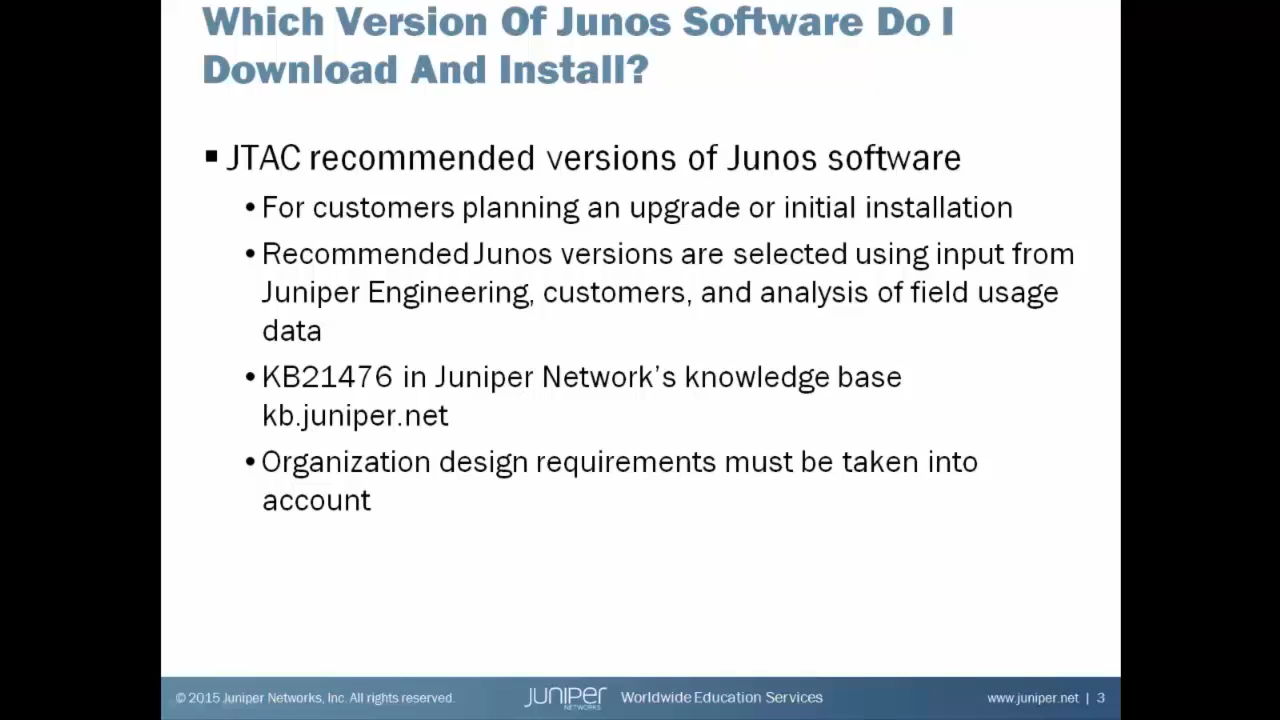 Which Version Of Junos Software Do I
Download And Install?
▪ JTAC recommended versions of Junos software
• For customers planning an upgrade or initial installation
• Recommended Junos versions are selected using input from
Juniper Engineering, customers, and analysis of field usage
data
• KB21476 in Juniper Network's knowledge base
kb.juniper.net
• Organization design requirements must be taken into
account
© 2015 Juniper Networks, Inc. All rights reserved.
JUNIPER
NETWORKS
Worldwide Education Services
www.juniper.net | 3